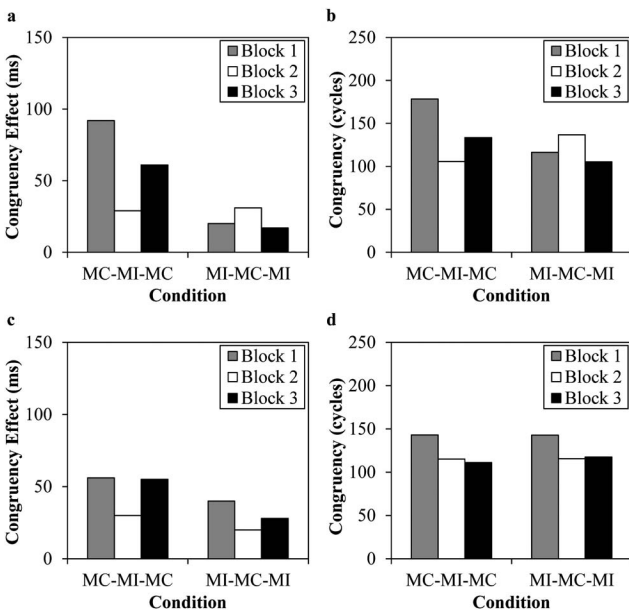 a
Congruency Effect (ms)
150
100
50
0
Block 1
Block 2
Block 3
MC-MI-MC MI-MC-MI
Condition
b
Congruency (cycles)
250
200
150
100
50
0
Block 1
Block 2
Block 3
MC-MI-MC MI-MC-MI
Condition
c
Congruency Effect (ms)
150
100
50
0
Block 1
Block 2
Block 3
MC-MI-MC MI-MC-MI
Condition
d
Congruency (cycles)
250
200
150
100
50
0
Block 1
Block 2
Block 3
MC-MI-MC MI-MC-MI
Condition